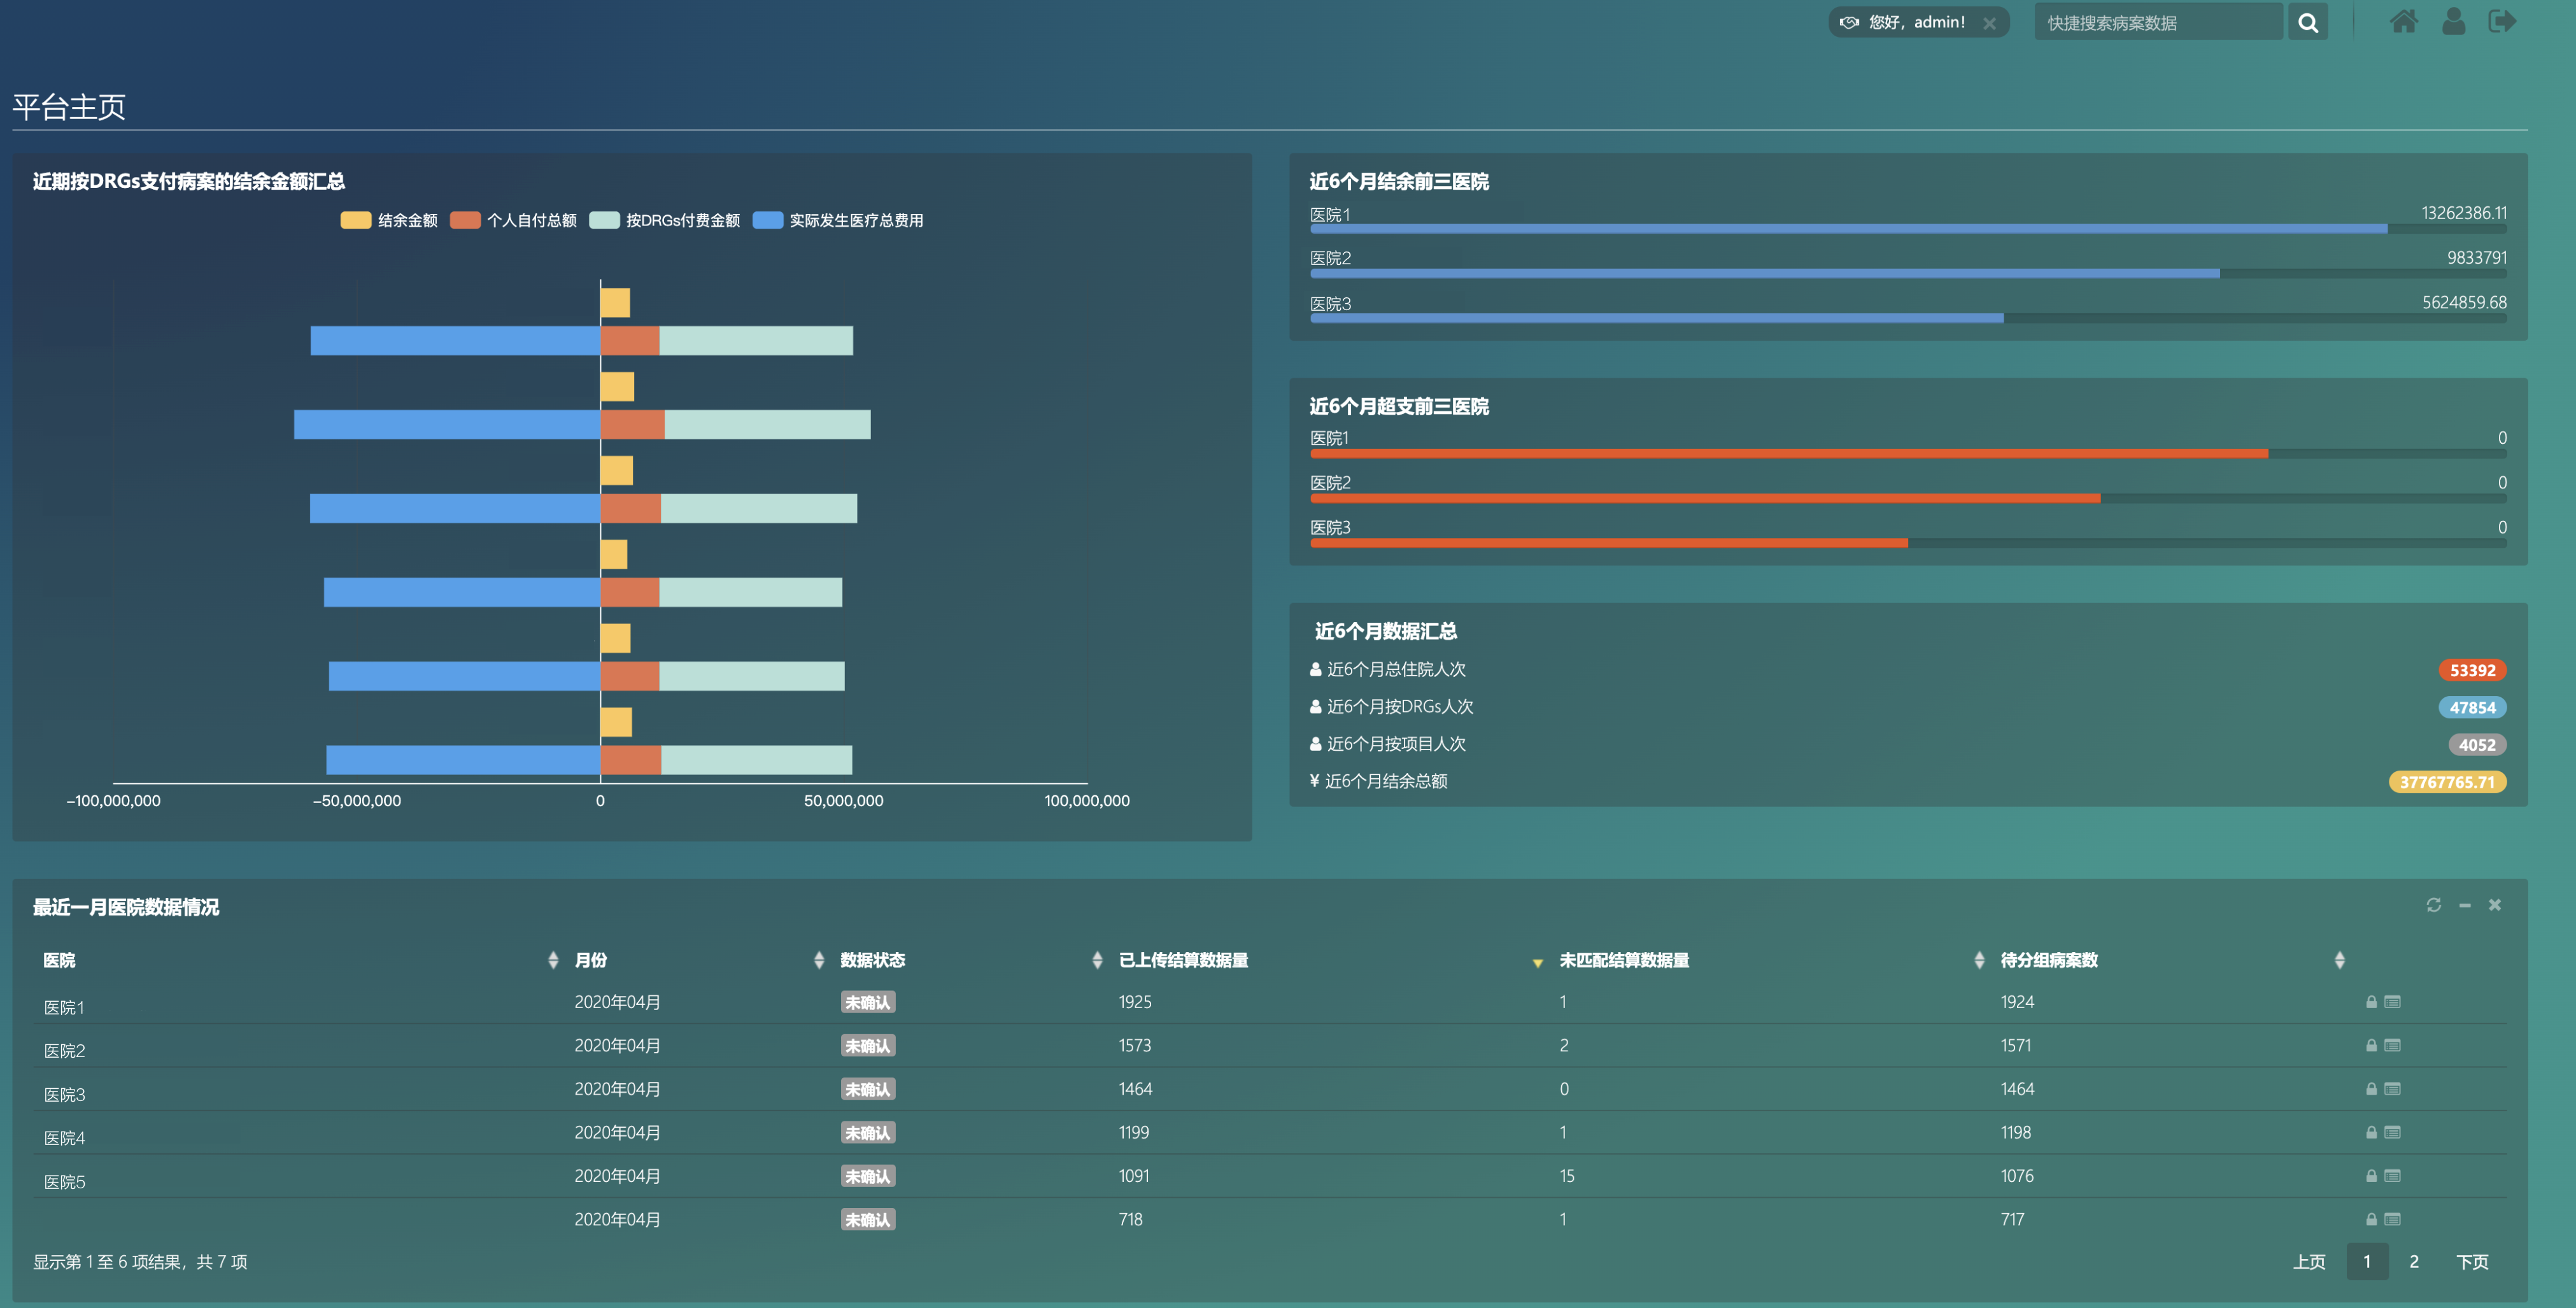 您好，admin！
快捷搜索病案数据
平台主页
近期按DRGs支付病案的结余金额汇总
结余金额 个人自付总额 按DRGs付费金额 实际发生医疗总费用
−100,000,000 −50,000,000 0 50,000,000 100,000,000
近6个月结余前三医院
医院1 13262386.11
医院2 9833791
医院3 5624859.68
近6个月超支前三医院
医院1 0
医院2 0
医院3 0
近6个月数据汇总
近6个月总住院人次 53392
近6个月按DRGs人次 47854
近6个月按项目人次 4052
¥ 近6个月结余总额 37767765.71
最近一月医院数据情况
医院 月份 数据状态 已上传结算数据量 未匹配结算数据量 待分组病案数
医院1 2020年04月 未确认 1925 1 1924
医院2 2020年04月 未确认 1573 2 1571
医院3 2020年04月 未确认 1464 0 1464
医院4 2020年04月 未确认 1199 1 1198
医院5 2020年04月 未确认 1091 15 1076
2020年04月 未确认 718 1 717
显示第 1 至 6 项结果，共 7 项
上页 1 2 下页